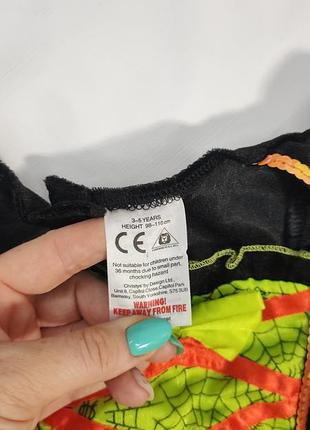 3-5 YEARS
HEIGHT 98-110 cm
CE
Not suitable for children under
36 months due to small part,
chocking hazard
Christys by Design Ltd.,
Unit 8, Capitol Close, Capitol Park
Barnsley, South Yorkshire, S75 3UB
WARNING!
KEEP AWAY FROM FIRE